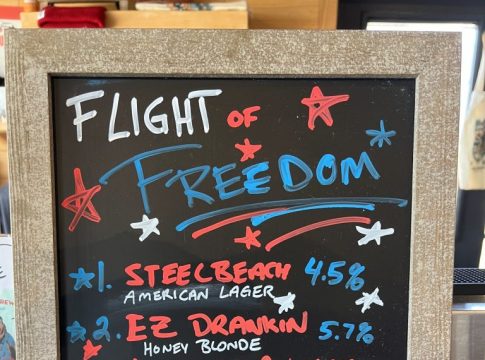 FLIGHT OF
FREEDOM
1. STEELBEACH 4.5%
AMERICAN LAGER
2. EZ DRANKIN 5.7%
HONEY BLONDE